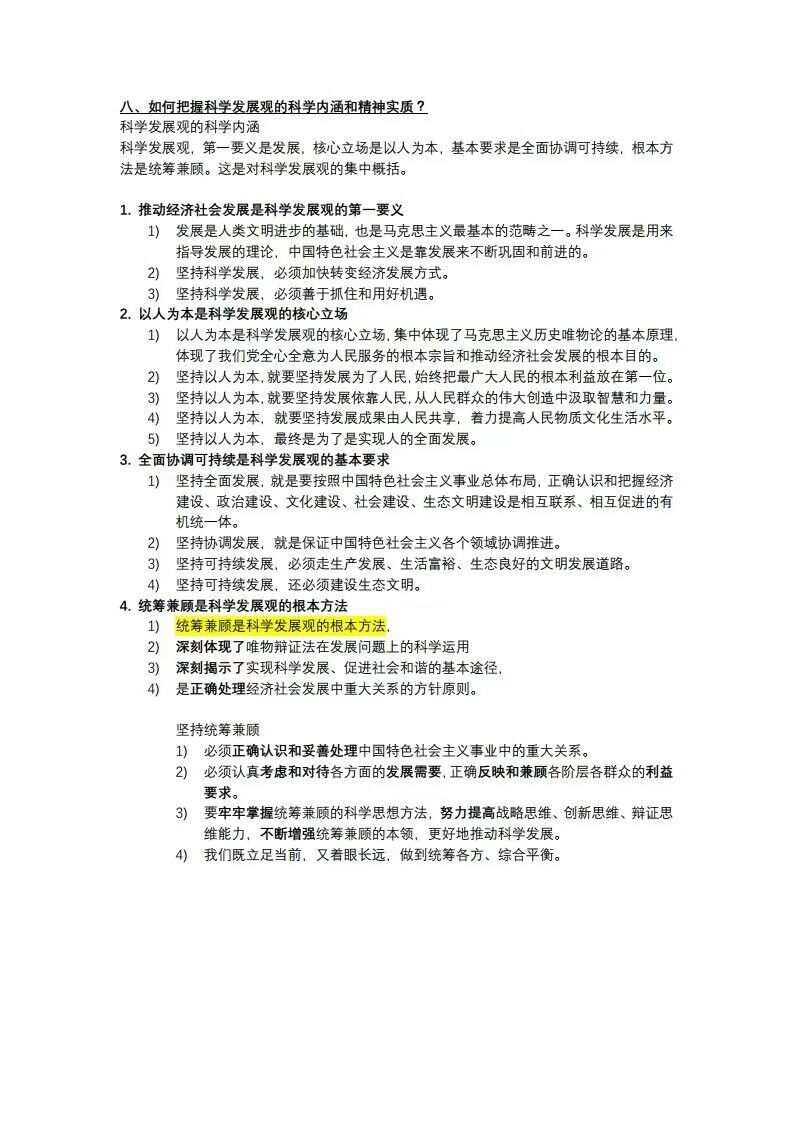 八、如何把握科学发展观的科学内涵和精神实质？
科学发展观的科学内涵
科学发展观，第一要义是发展，核心立场是以人为本，基本要求是全面协调可持续，根本方
法是统筹兼顾。这是对科学发展观的集中概括。
1. 推动经济社会发展是科学发展观的第一要义
1) 发展是人类文明进步的基础，也是马克思主义最基本的范畴之一。科学发展是用来
指导发展的理论，中国特色社会主义是靠发展来不断巩固和前进的。
2) 坚持科学发展，必须加快转变经济发展方式。
3) 坚持科学发展，必须善于抓住和用好机遇。
2. 以人为本是科学发展观的核心立场
1) 以人为本是科学发展观的核心立场，集中体现了马克思主义历史唯物论的基本原理，
体现了我们党全心全意为人民服务的根本宗旨和推动经济社会发展的根本目的。
2) 坚持以人为本，就要坚持发展为了人民，始终把最广大人民的根本利益放在第一位。
3) 坚持以人为本，就要坚持发展依靠人民，从人民群众的伟大创造中汲取智慧和力量。
4) 坚持以人为本，就要坚持发展成果由人民共享，着力提高人民物质文化生活水平。
5) 坚持以人为本，最终是为了是实现人的全面发展。
3. 全面协调可持续是科学发展观的基本要求
1) 坚持全面发展，就是要按照中国特色社会主义事业总体布局，正确认识和把握经济
建设、政治建设、文化建设、社会建设、生态文明建设是相互联系、相互促进的有
机统一体。
2) 坚持协调发展，就是保证中国特色社会主义各个领域协调推进。
3) 坚持可持续发展，必须走生产发展、生活富裕、生态良好的文明发展道路。
4) 坚持可持续发展，还必须建设生态文明。
4. 统筹兼顾是科学发展观的根本方法
1) 统筹兼顾是科学发展观的根本方法，
2) 深刻体现了唯物辩证法在发展问题上的科学运用
3) 深刻揭示了实现科学发展、促进社会和谐的基本途径，
4) 是正确处理经济社会发展中重大关系的方针原则。
坚持统筹兼顾
1) 必须正确认识和妥善处理中国特色社会主义事业中的重大关系。
2) 必须认真考虑和对待各方面的发展需要，正确反映和兼顾各阶层各群众的利益
要求。
3) 要牢牢掌握统筹兼顾的科学思想方法，努力提高战略思维、创新思维、辩证思
维能力，不断增强统筹兼顾的本领，更好地推动科学发展。
4) 我们既立足当前，又着眼长远，做到统筹各方、综合平衡。